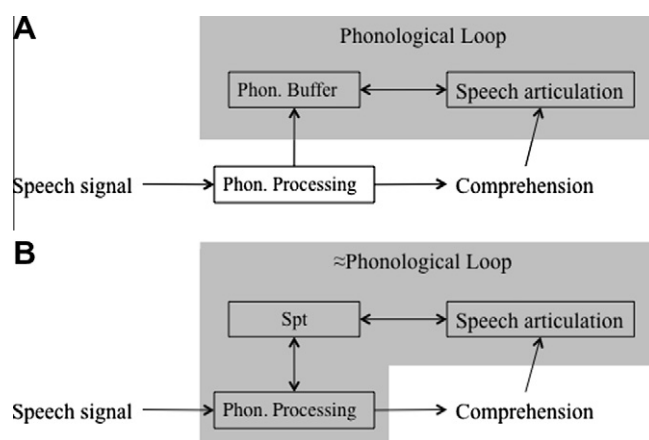 A
Phonological Loop
Phon. Buffer
Speech articulation
Speech signal
Phon. Processing
Comprehension
B
≈Phonological Loop
Spt
Speech articulation
Speech signal
Phon. Processing
Comprehension